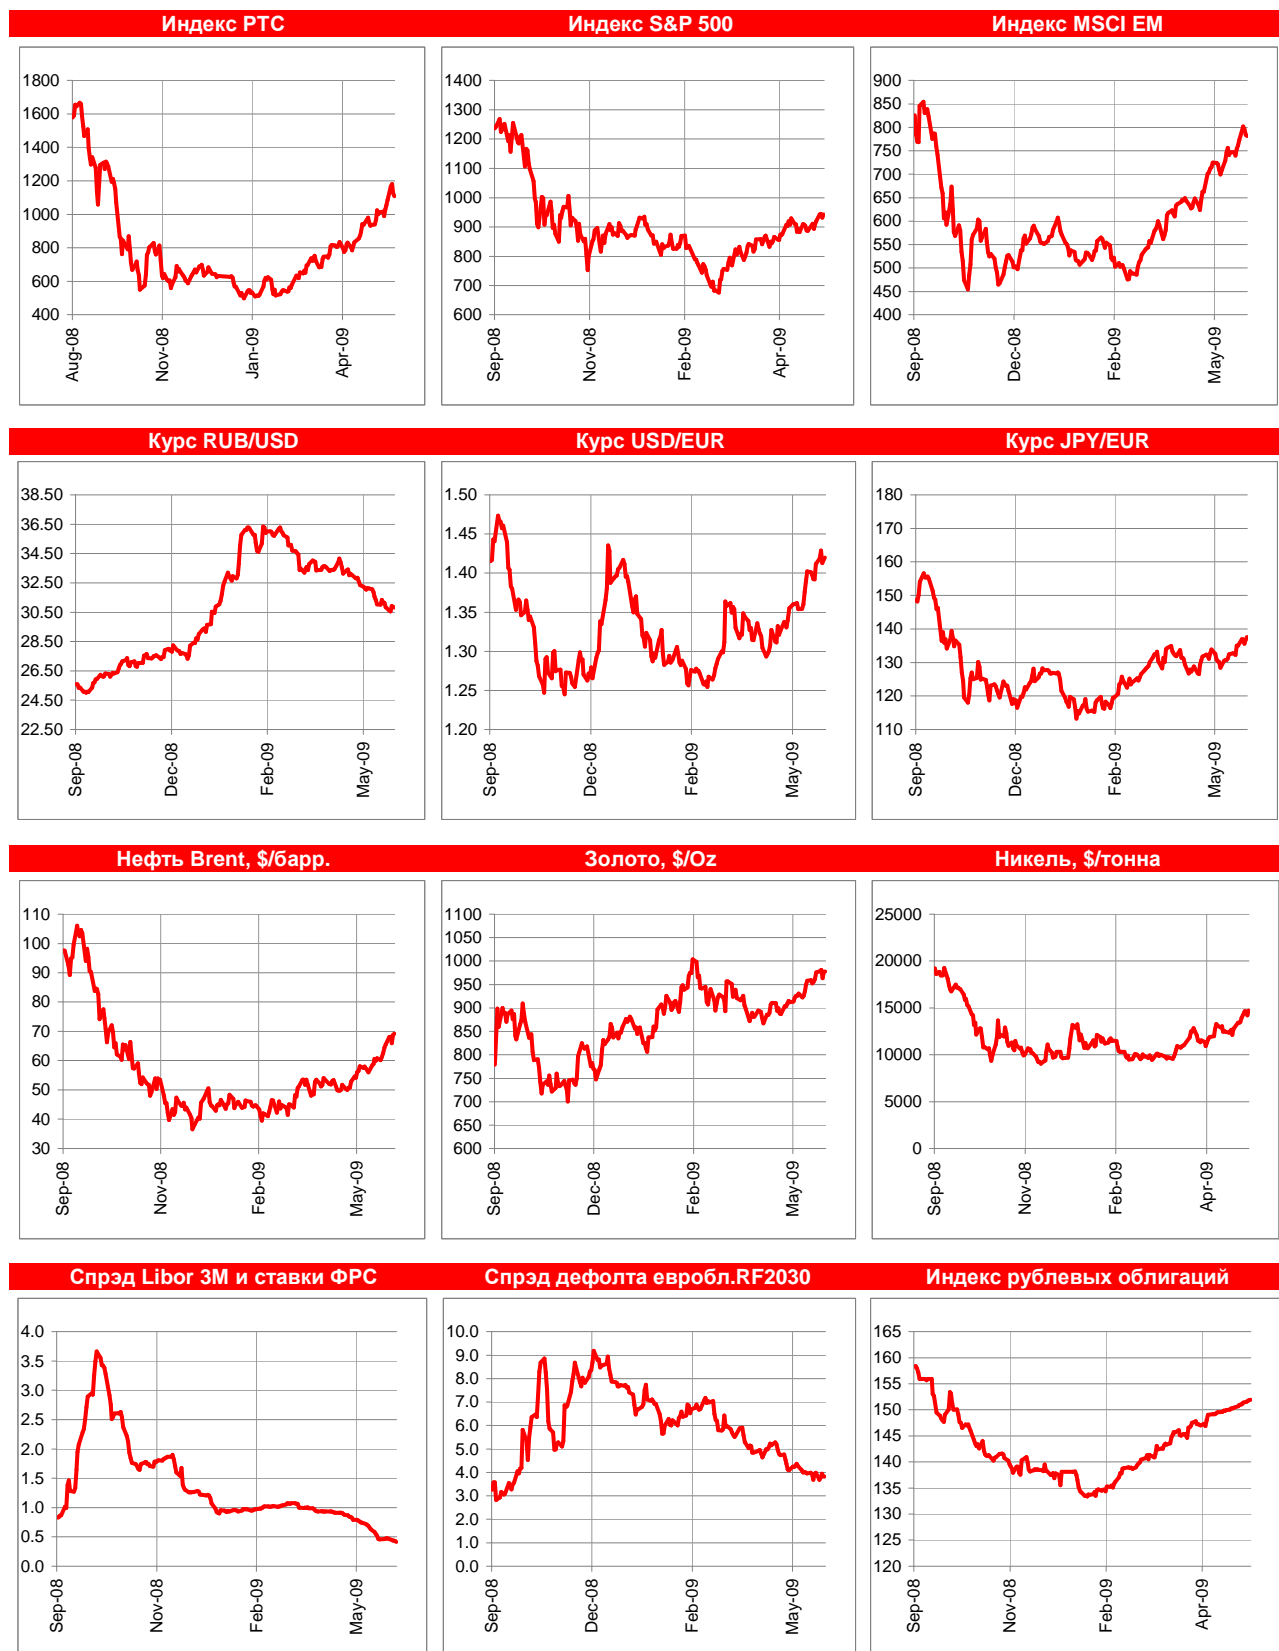 Индекс РТС
1800
1600
1400
1200
1000
800
600
400
Aug-08
Nov-08
Jan-09
Apr-09
Индекс S&P 500
1400
1300
1200
1100
1000
900
800
700
600
Sep-08
Nov-08
Feb-09
Apr-09
Индекс MSCI EM
900
850
800
750
700
650
600
550
500
450
400
Sep-08
Dec-08
Feb-09
May-09
Курс RUB/USD
38.50
36.50
34.50
32.50
30.50
28.50
26.50
24.50
22.50
Sep-08
Dec-08
Feb-09
May-09
Курс USD/EUR
1.50
1.45
1.40
1.35
1.30
1.25
1.20
Sep-08
Dec-08
Feb-09
May-09
Курс JPY/EUR
180
170
160
150
140
130
120
110
Sep-08
Dec-08
Feb-09
May-09
Нефть Brent, $/барр.
110
100
90
80
70
60
50
40
30
Sep-08
Nov-08
Feb-09
May-09
Золото, $/Oz
1100
1050
1000
950
900
850
800
750
700
650
600
Sep-08
Dec-08
Feb-09
May-09
Никель, $/тонна
25000
20000
15000
10000
5000
0
Sep-08
Nov-08
Feb-09
Apr-09
Спрэд Libor 3M и ставки ФРС
4.0
3.5
3.0
2.5
2.0
1.5
1.0
0.5
0.0
Sep-08
Nov-08
Feb-09
May-09
Спрэд дефолта евробл.RF2030
10.0
9.0
8.0
7.0
6.0
5.0
4.0
3.0
2.0
1.0
0.0
Sep-08
Dec-08
Feb-09
May-09
Индекс рублевых облигаций
165
160
155
150
145
140
135
130
125
120
Sep-08
Nov-08
Feb-09
Apr-09